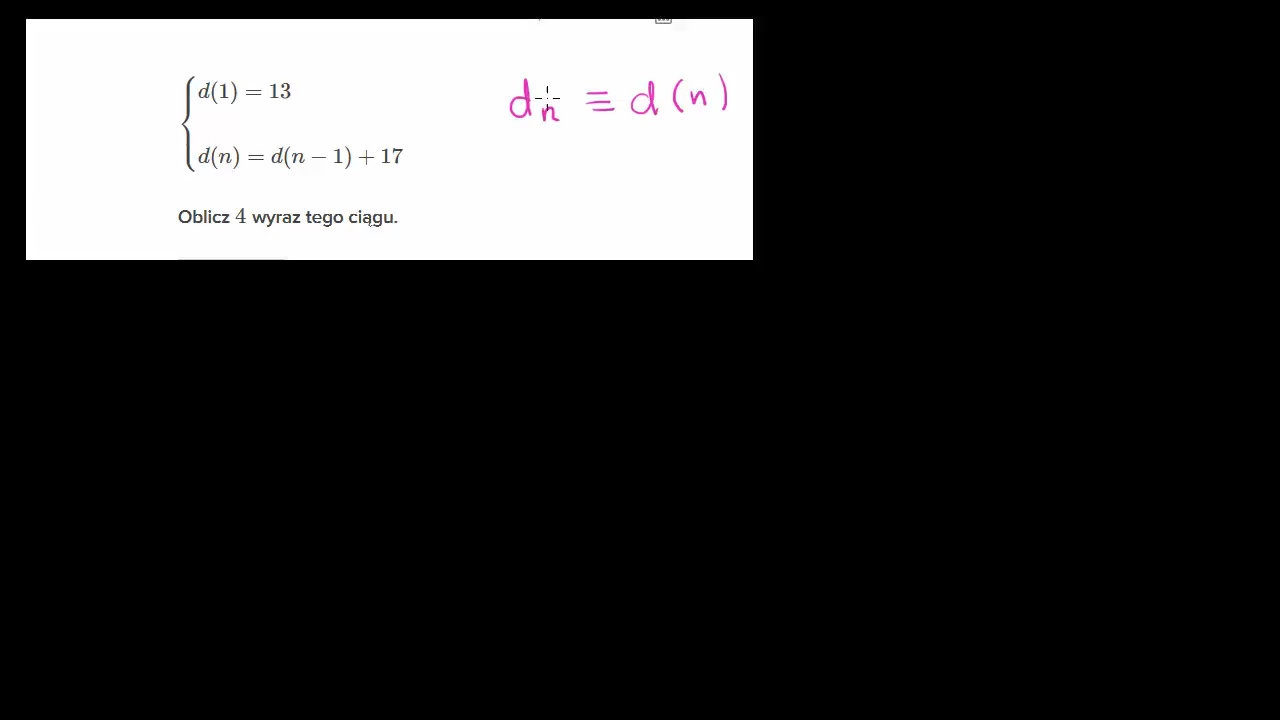 d(1) = 13
dn ≡ d(n)
d(n) = d(n − 1) + 17
Oblicz 4 wyraz tego ciągu.